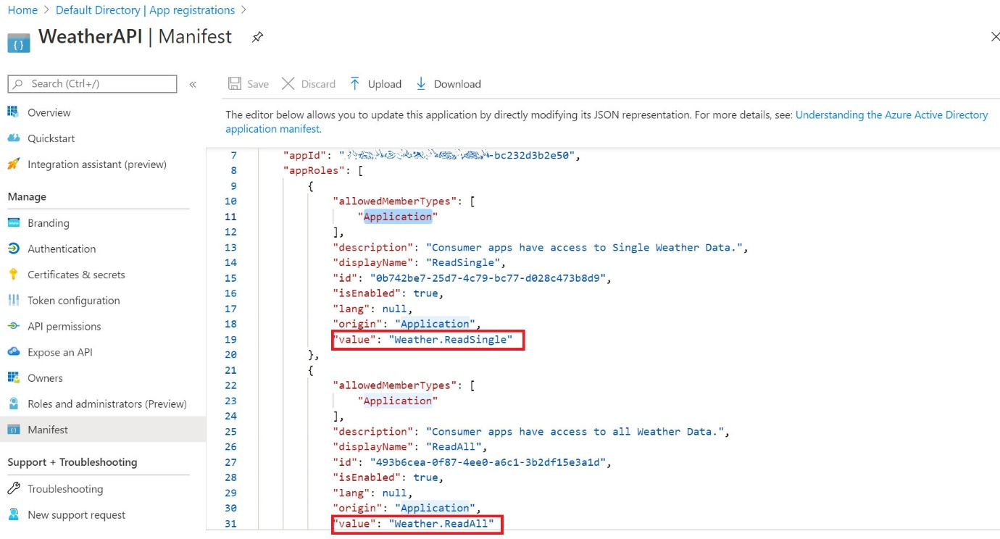 Home > Default Directory | App registrations >
{ }
WeatherAPI | Manifest
Search (Ctrl+/)
«
Overview
Quickstart
Integration assistant (preview)
Manage
Branding
Authentication
Certificates & secrets
Token configuration
API permissions
Expose an API
Owners
Roles and administrators (Preview)
Manifest
Support + Troubleshooting
Troubleshooting
New support request
Save Discard Upload Download
The editor below allows you to update this application by directly modifying its JSON representation. For more details, see: Understanding the Azure Active Directory
application manifest.
7 "appId": "-bc232d3b2e50",
8 "appRoles": [
9 {
10 "allowedMemberTypes": [
11 "Application"
12 ],
13 "description": "Consumer apps have access to Single Weather Data.",
14 "displayName": "ReadSingle",
15 "id": "0b742be7-25d7-4c79-bc77-d028c473b8d9",
16 "isEnabled": true,
17 "lang": null,
18 "origin": "Application",
19 "value": "Weather.ReadSingle"
20 },
21 {
22 "allowedMemberTypes": [
23 "Application"
24 ],
25 "description": "Consumer apps have access to all Weather Data.",
26 "displayName": "ReadAll",
27 "id": "493b6cea-0f87-4ee0-a6c1-3b2df15e3a1d",
28 "isEnabled": true,
29 "lang": null,
30 "origin": "Application",
31 "value": "Weather.ReadAll"